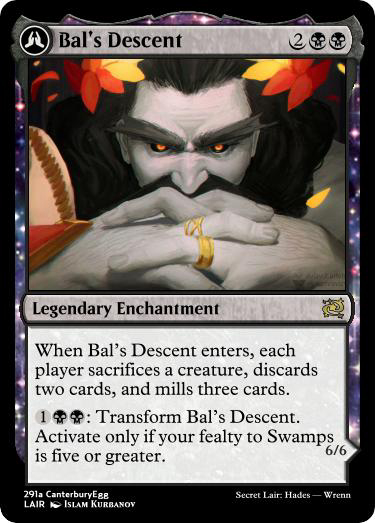 Bal's Descent 2
Legendary Enchantment
When Bal's Descent enters, each
player sacrifices a creature, discards
two cards, and mills three cards.
1: Transform Bal's Descent.
Activate only if your fealty to Swamps
is five or greater.
6/6
291a CanterburyEgg
LAIR Islam Kurbanov
Secret Lair: Hades — Wrenn